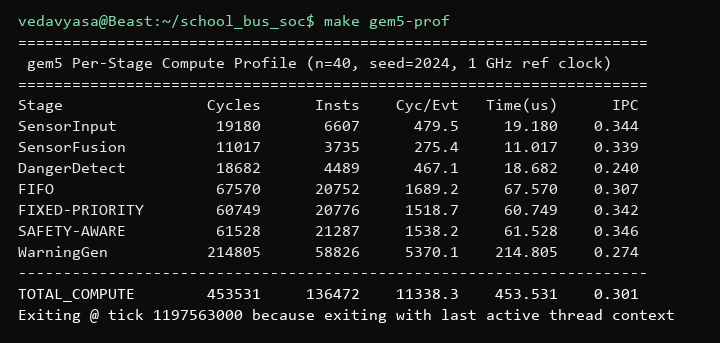 vedavyasa@Beast:~/school_bus_soc$ make gem5-prof
======================================================================
 gem5 Per-Stage Compute Profile (n=40, seed=2024, 1 GHz ref clock)
======================================================================
Stage                Cycles      Insts    Cyc/Evt   Time(us)      IPC
SensorInput           19180       6607      479.5     19.180    0.344
SensorFusion          11017       3735      275.4     11.017    0.339
DangerDetect          18682       4489      467.1     18.682    0.240
FIFO                  67570      20752     1689.2     67.570    0.307
FIXED-PRIORITY        60749      20776     1518.7     60.749    0.342
SAFETY-AWARE          61528      21287     1538.2     61.528    0.346
WarningGen           214805      58826     5370.1    214.805    0.274
----------------------------------------------------------------------
TOTAL_COMPUTE        453531     136472    11338.3    453.531    0.301
Exiting @ tick 1197563000 because exiting with last active thread context